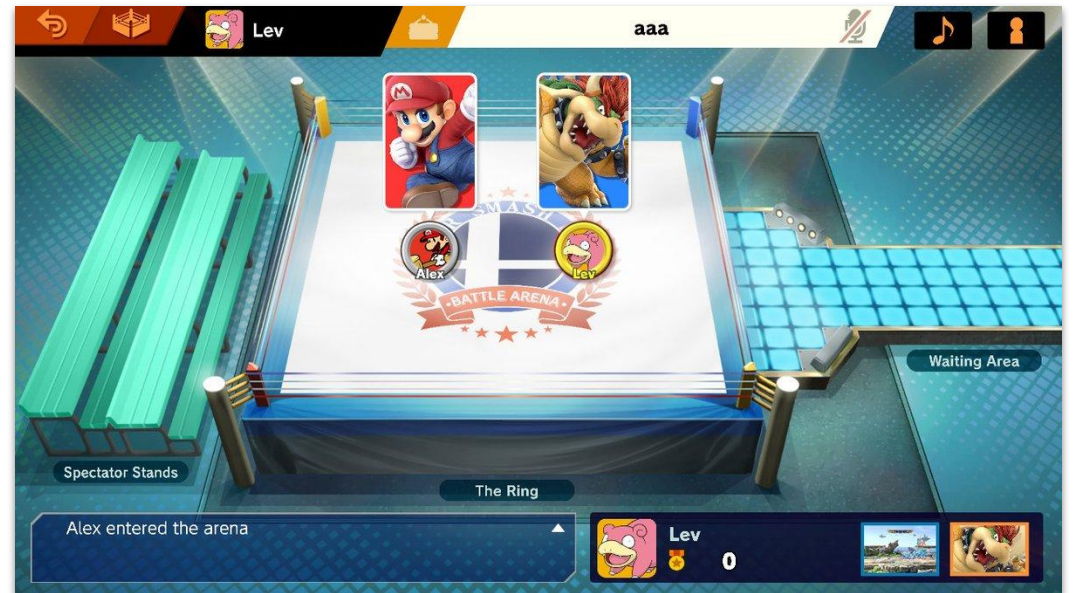 Lev
aaa
R SMASH
Alex
Lev
BATTLE ARENA
Waiting Area
Spectator Stands
The Ring
Alex entered the arena
Lev
0